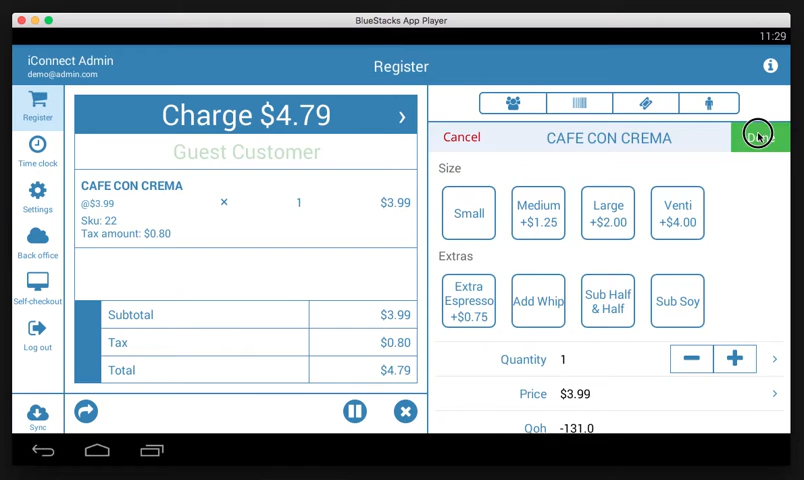 BlueStacks App Player
11:29
iConnect Admin
demo@admin.com
Register
Register
Time clock
Settings
Back office
Self-checkout
Log out
Sync
Charge $4.79
Guest Customer
CAFE CON CREMA
@$3.99 × 1 $3.99
Sku: 22
Tax amount: $0.80
Subtotal $3.99
Tax $0.80
Total $4.79
Cancel CAFE CON CREMA Done
Size
Small
Medium
+$1.25
Large
+$2.00
Venti
+$4.00
Extras
Extra
Espresso
+$0.75
Add Whip
Sub Half
& Half
Sub Soy
Quantity 1
Price $3.99
Qoh -131.0